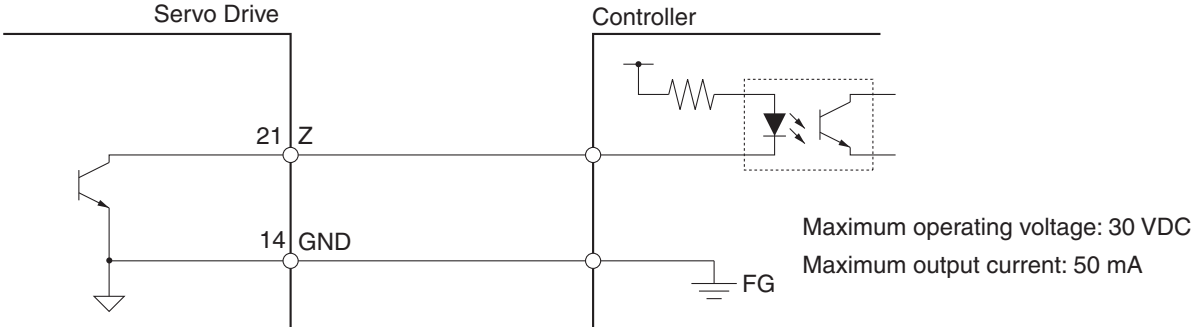 Servo Drive
Controller
21 Z
14 GND
Maximum operating voltage: 30 VDC
Maximum output current: 50 mA
FG